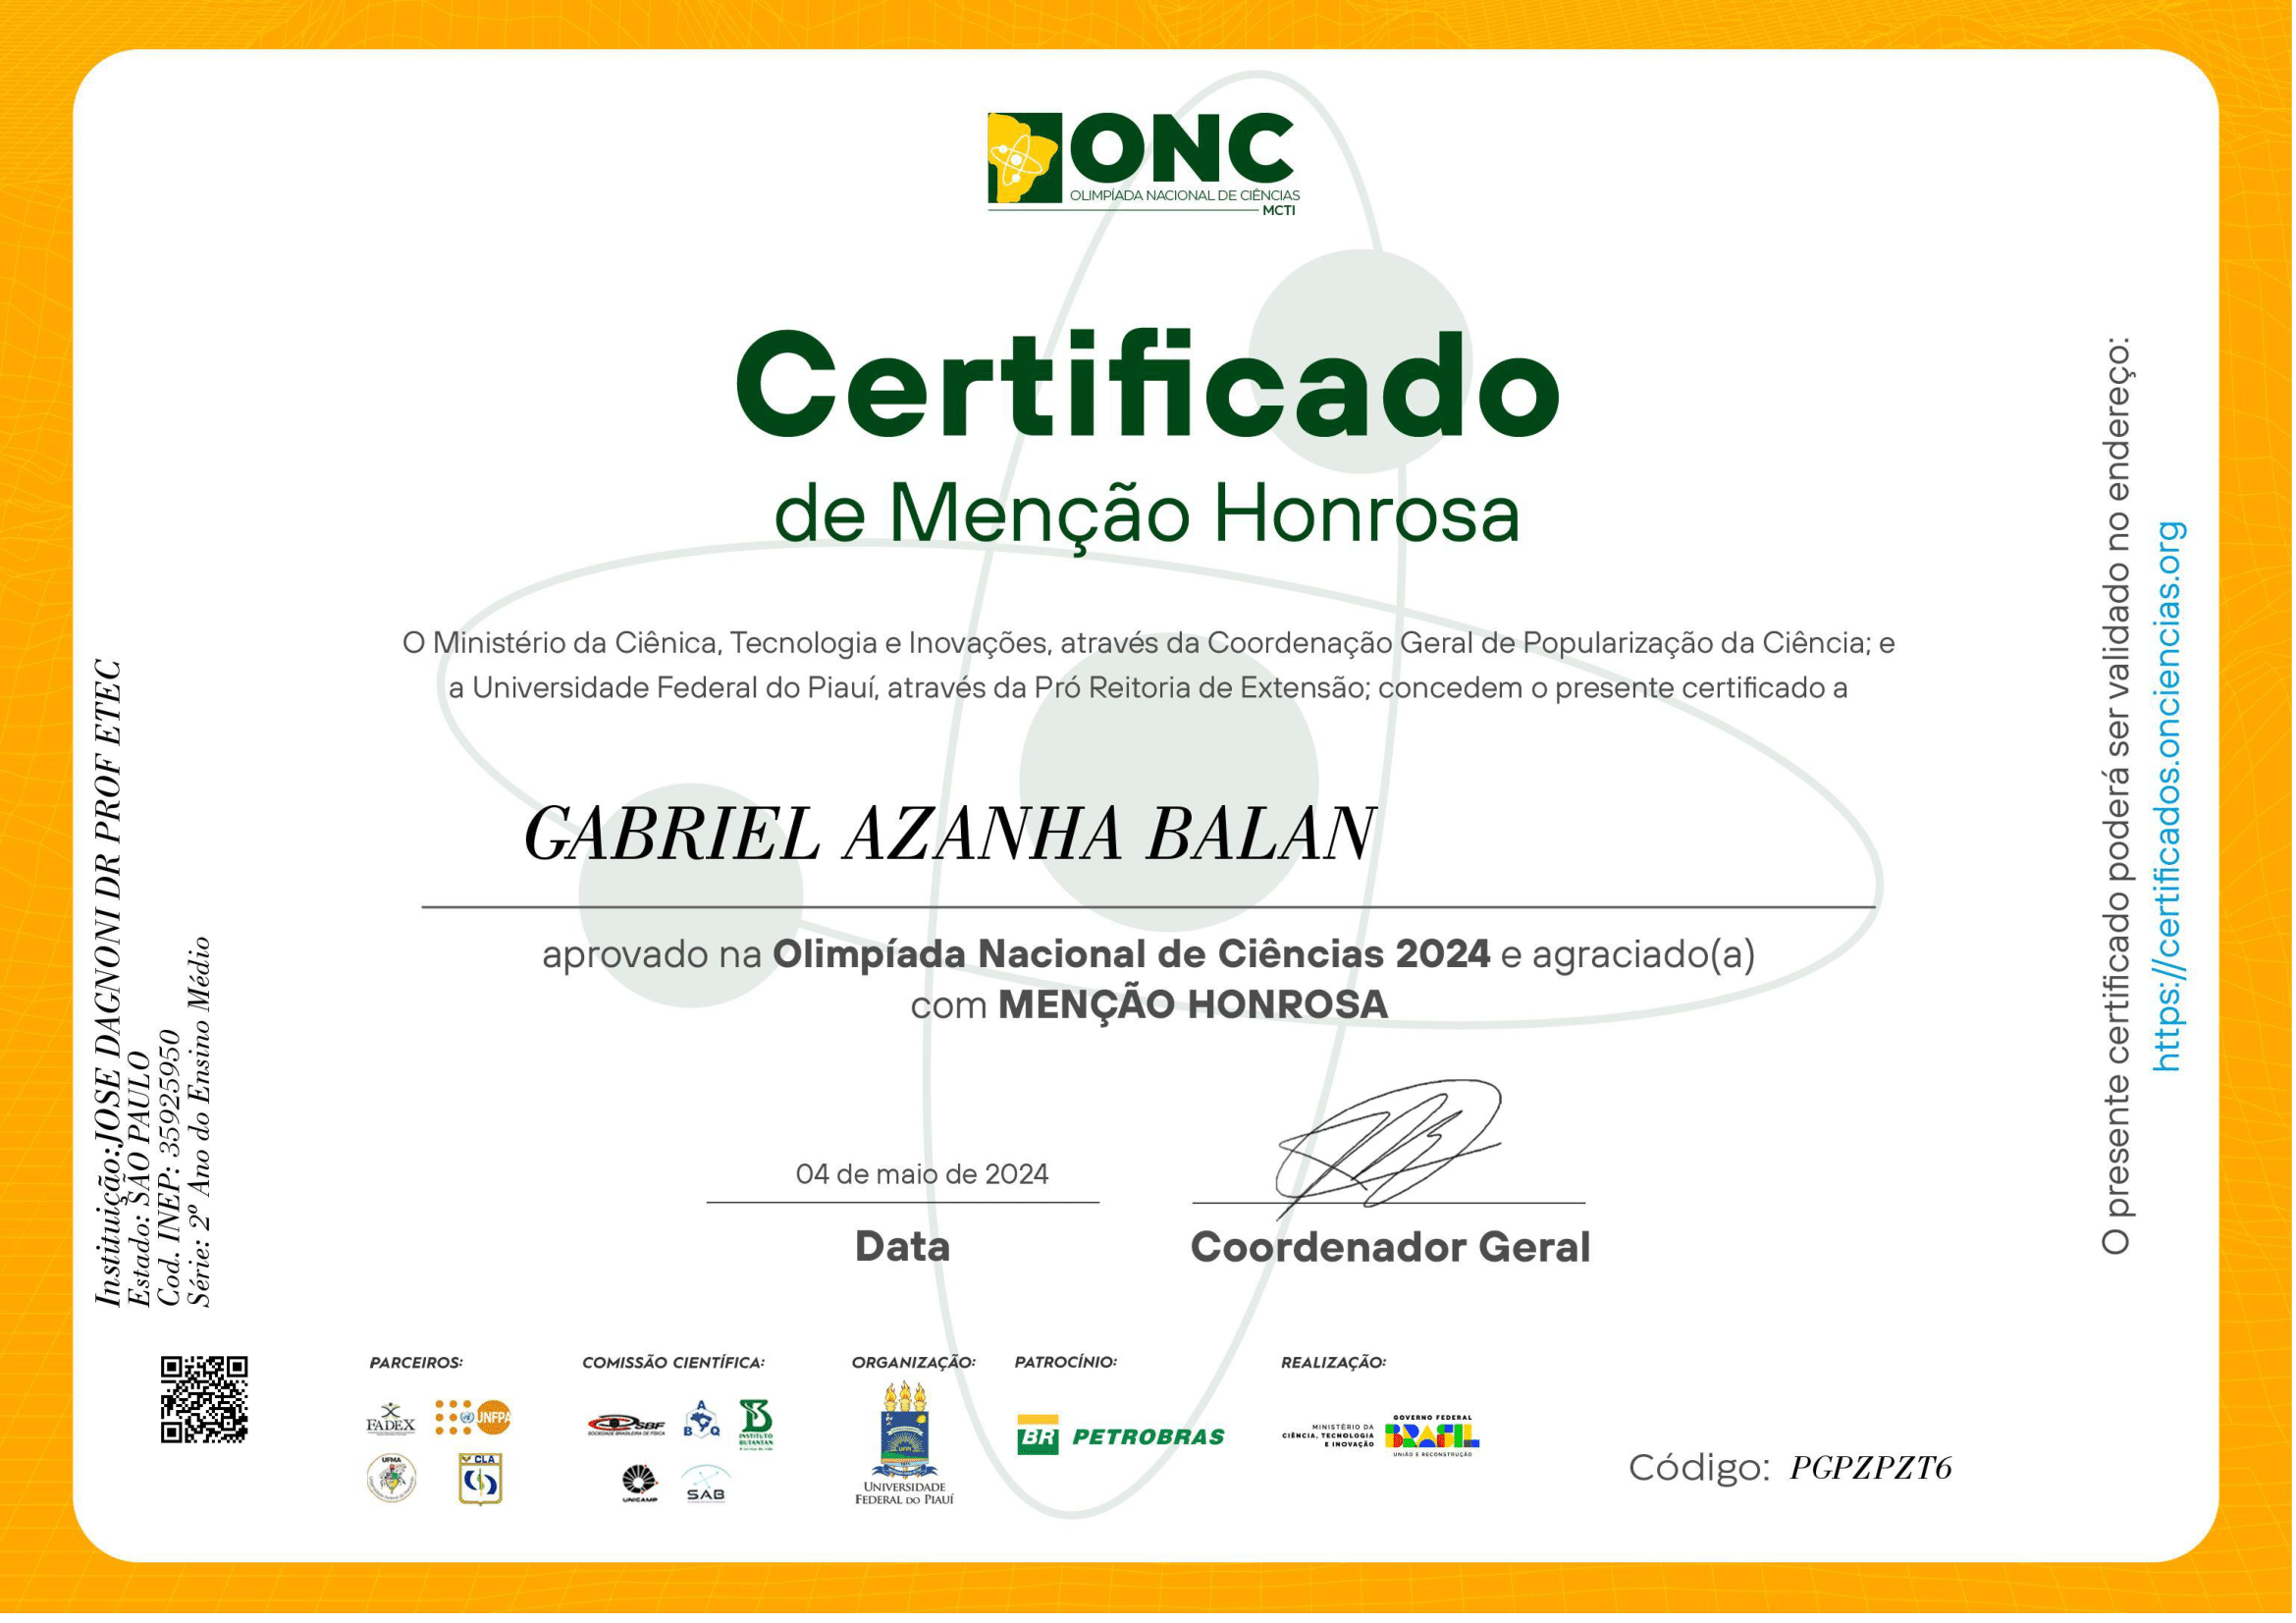 ONC
OLIMPÍADA NACIONAL DE CIÊNCIAS
MCTI
Certificado
de Menção Honrosa
O Ministério da Ciênica, Tecnologia e Inovações, através da Coordenação Geral de Popularização da Ciência; e
a Universidade Federal do Piauí, através da Pró Reitoria de Extensão; concedem o presente certificado a
GABRIEL AZANHA BALAN
aprovado na Olimpíada Nacional de Ciências 2024 e agraciado(a)
com MENÇÃO HONROSA
04 de maio de 2024
Data
Coordenador Geral
Instituição:JOSE DAGNONI DR PROF ETEC
Estado: SÃO PAULO
Cod. INEP: 35925950
Série: 2º Ano do Ensino Médio
O presente certificado poderá ser validado no endereço:
https://certificados.onciencias.org
PARCEIROS:
FADEX
UNFPA
UFMA
CLA
COMISSÃO CIENTÍFICA:
SBF
SOCIEDADE BRASILEIRA DE FÍSICA
A
B Q
INSTITUTO
BUTANTAN
UNICAMP
SAB
ORGANIZAÇÃO:
UFPI
UNIVERSIDADE
FEDERAL DO PIAUÍ
PATROCÍNIO:
BR PETROBRAS
REALIZAÇÃO:
MINISTÉRIO DA
CIÊNCIA, TECNOLOGIA
E INOVAÇÃO
GOVERNO FEDERAL
BRASIL
UNIÃO E RECONSTRUÇÃO
Código: PGPZPZT6